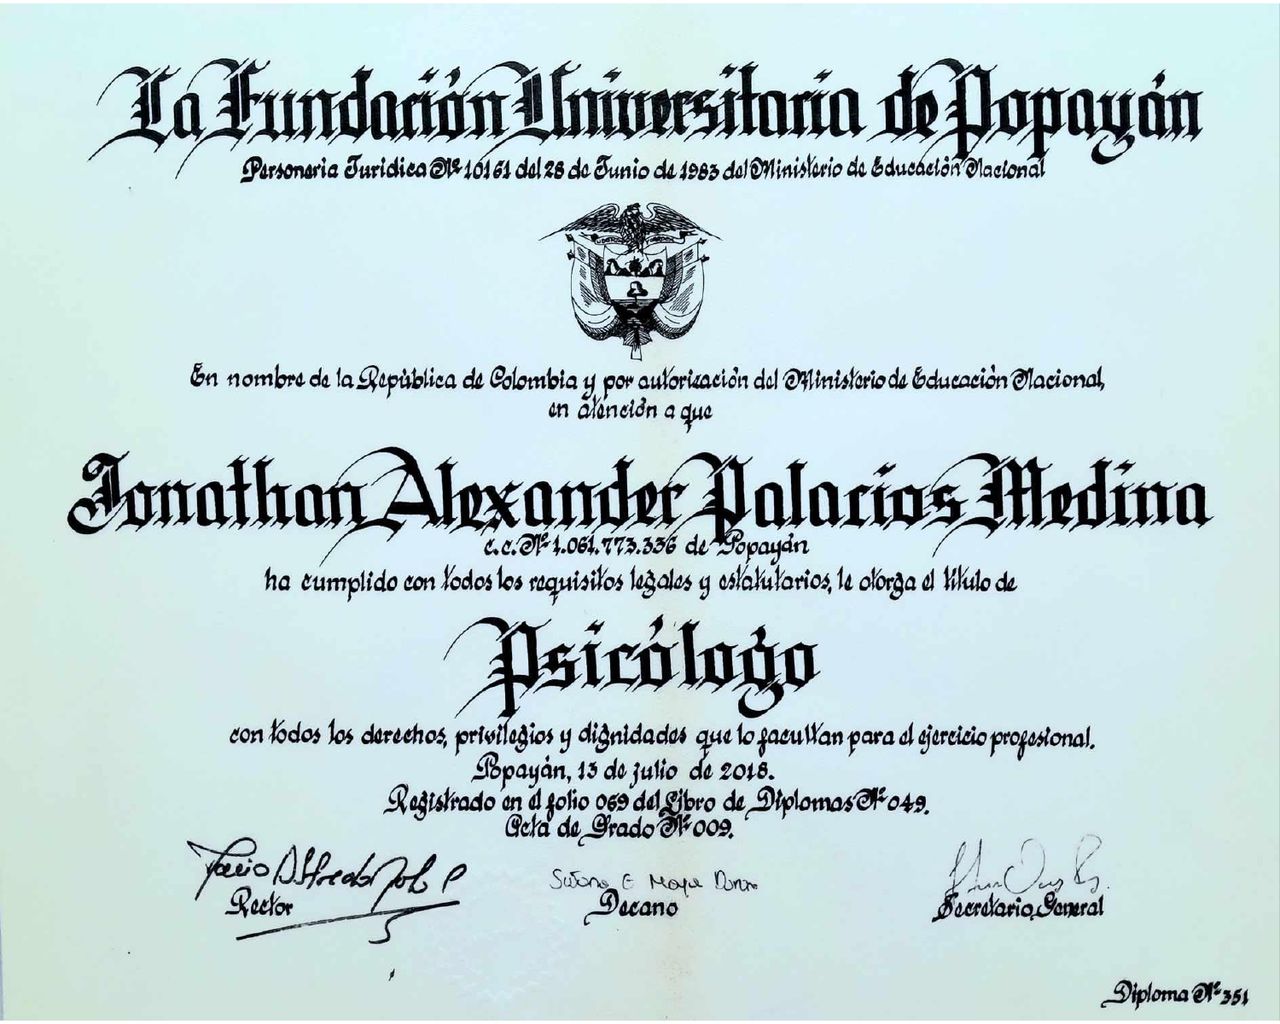 La Fundación Universitaria de Popayán
Personería Jurídica Nº 10161 del 28 de Junio de 1983 del Ministerio de Educación Nacional
En nombre de la República de Colombia y por autorización del Ministerio de Educación Nacional,
en atención a que
Jonathan Alexander Palacios Medina
c.c. Nº 1.061.773.336 de Popayán
ha cumplido con todos los requisitos legales y estatutarios, le otorga el título de
Psicólogo
con todos los derechos, privilegios y dignidades que lo facultan para el ejercicio profesional.
Popayán, 13 de julio de 2018.
Registrado en el folio 069 del Libro de Diplomas Nº 049.
Acta de Grado Nº 009.
Rector
Decano
Secretario General
Diploma Nº 351